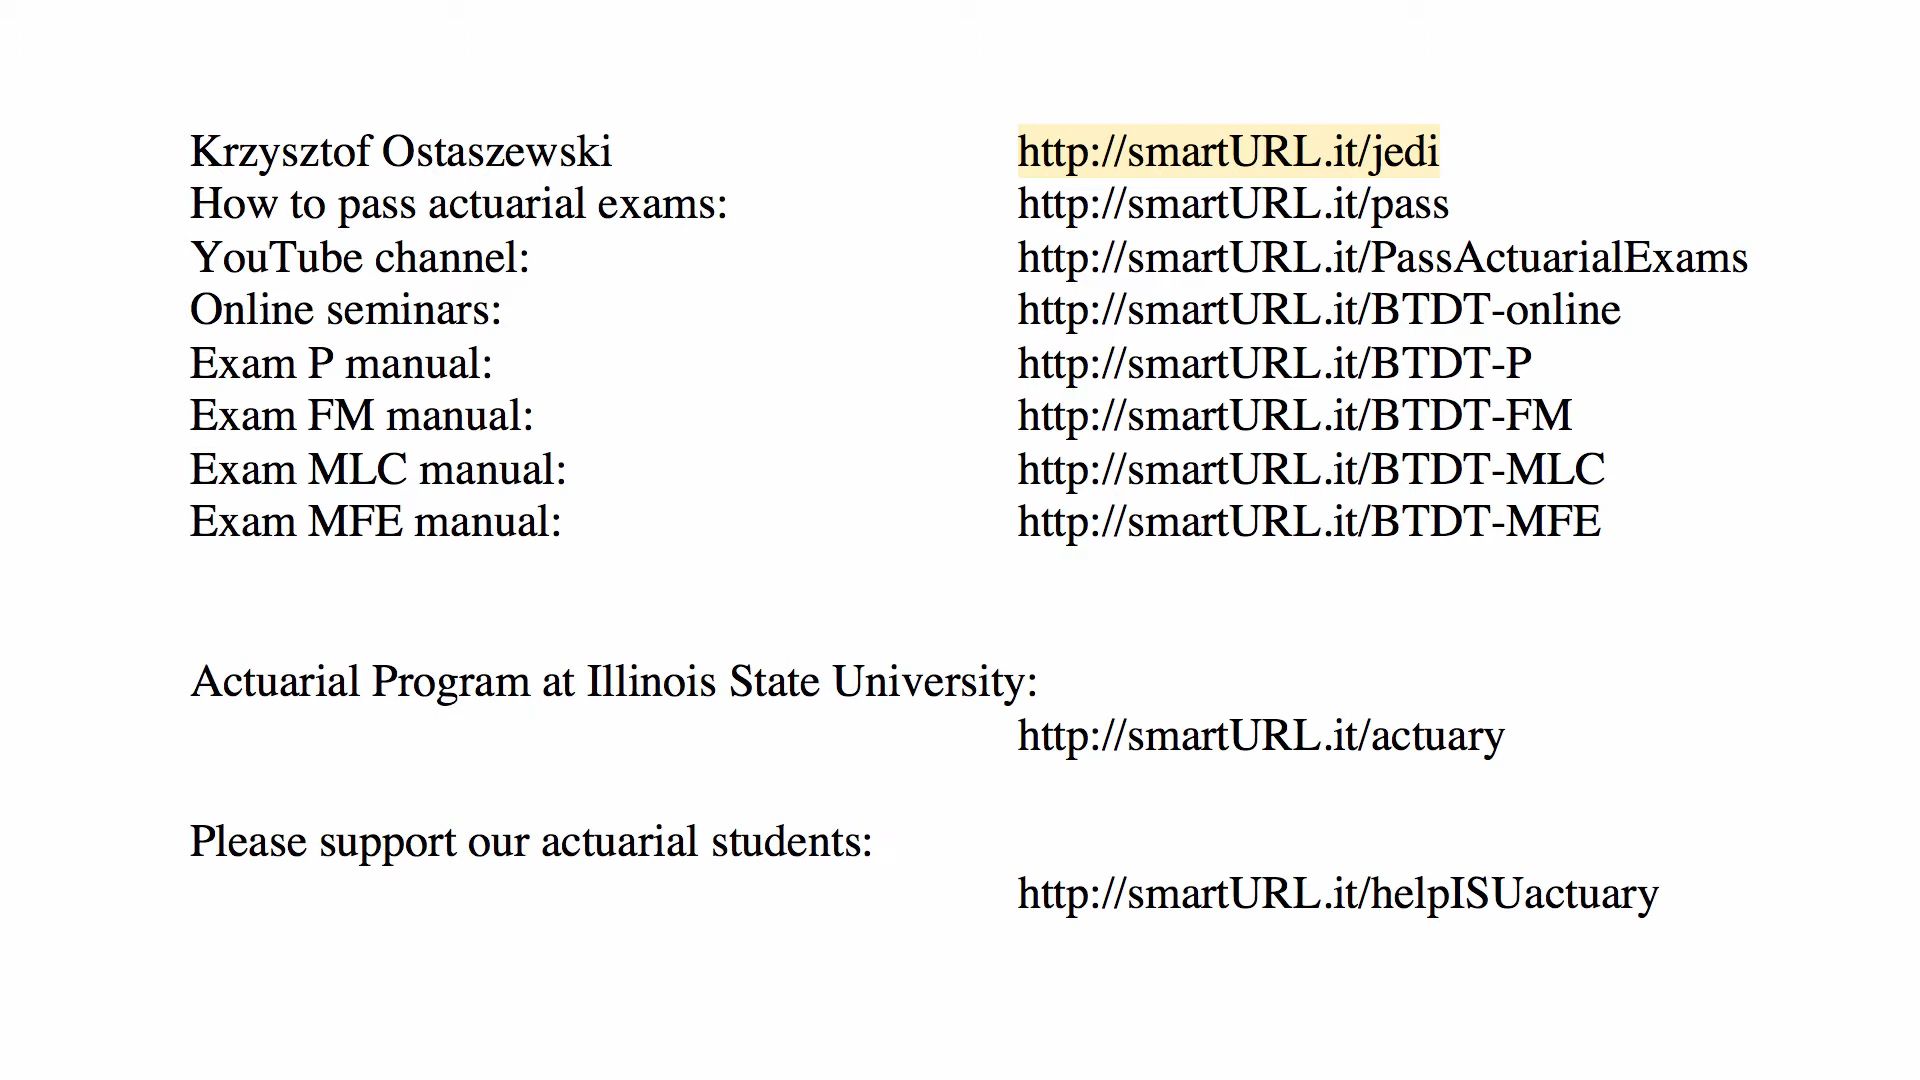 Krzysztof Ostaszewski http://smartURL.it/jedi
How to pass actuarial exams: http://smartURL.it/pass
YouTube channel: http://smartURL.it/PassActuarialExams
Online seminars: http://smartURL.it/BTDT-online
Exam P manual: http://smartURL.it/BTDT-P
Exam FM manual: http://smartURL.it/BTDT-FM
Exam MLC manual: http://smartURL.it/BTDT-MLC
Exam MFE manual: http://smartURL.it/BTDT-MFE
Actuarial Program at Illinois State University:
http://smartURL.it/actuary
Please support our actuarial students:
http://smartURL.it/helpISUactuary